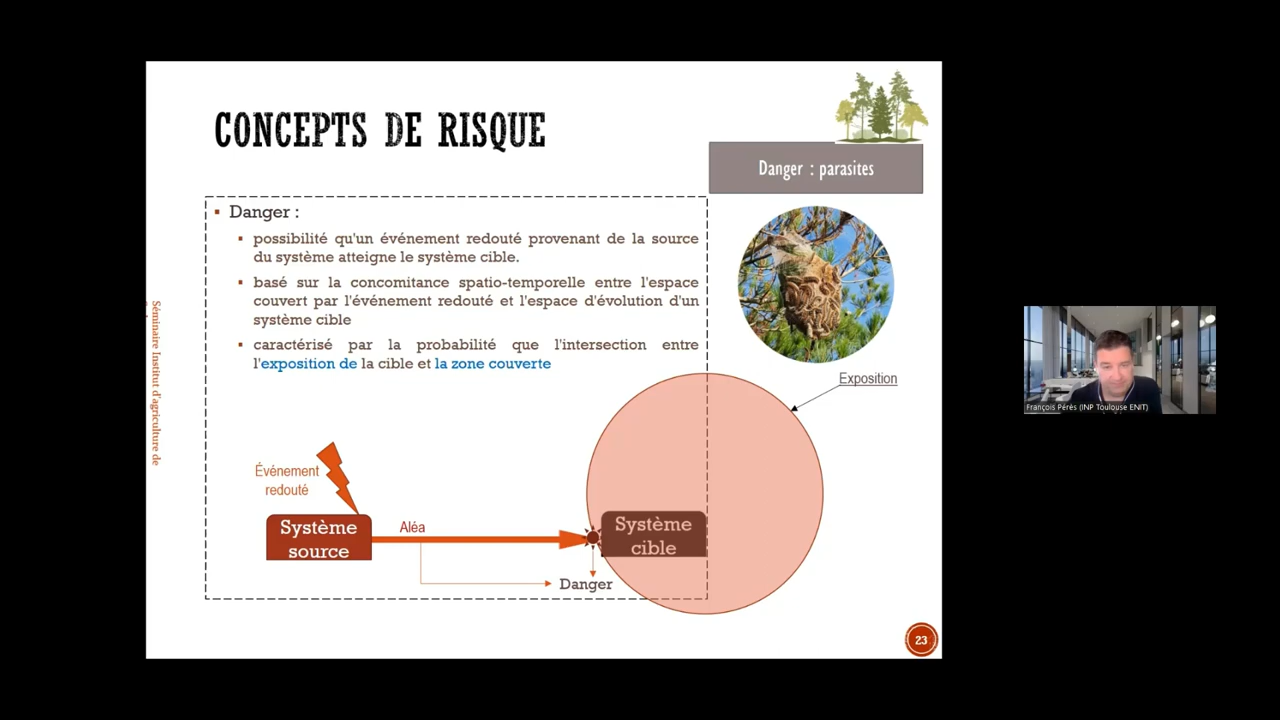 CONCEPTS DE RISQUE
Danger : parasites
Danger :
possibilité qu'un événement redouté provenant de la source
du système atteigne le système cible.
basé sur la concomitance spatio-temporelle entre l'espace
couvert par l'événement redouté et l'espace d'évolution d'un
système cible
caractérisé par la probabilité que l'intersection entre
l'exposition de la cible et la zone couverte
Exposition
Événement
redouté
Système
source
Aléa
Système
cible
Danger
Séminaire Institut d'agriculture de
23
François Pérès (INP Toulouse ENIT)